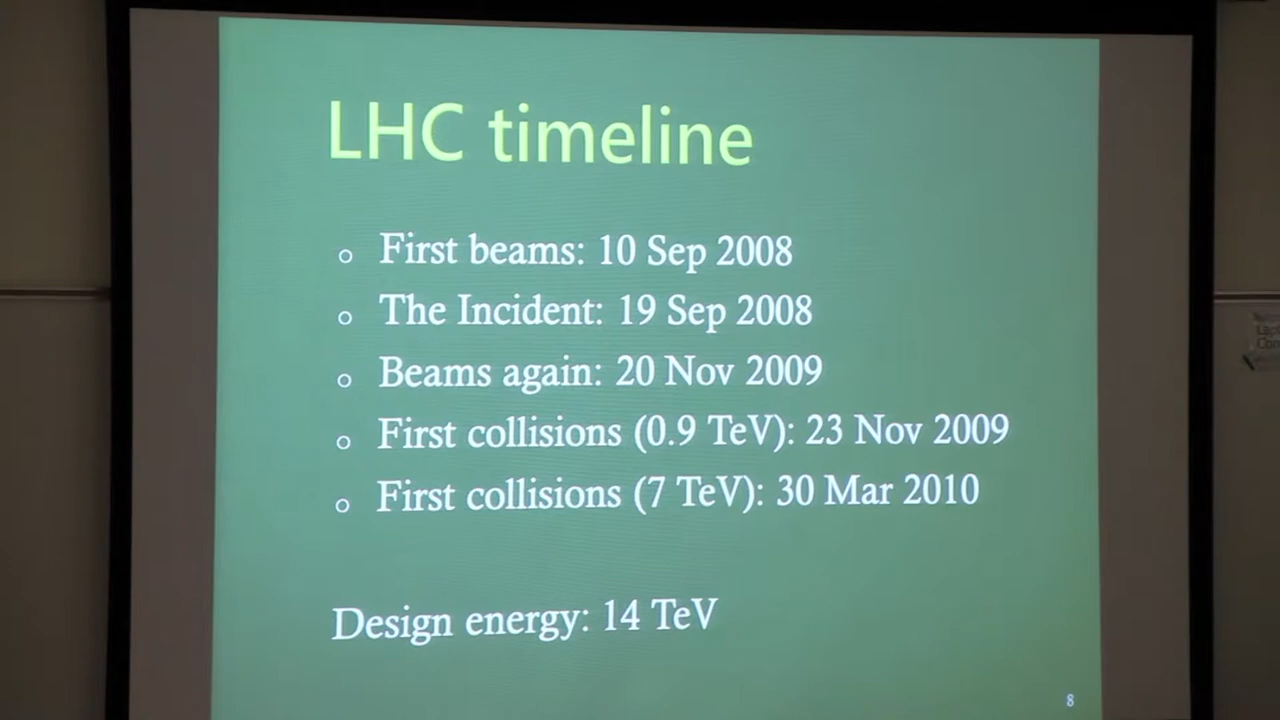 LHC timeline
First beams: 10 Sep 2008
The Incident: 19 Sep 2008
Beams again: 20 Nov 2009
First collisions (0.9 TeV): 23 Nov 2009
First collisions (7 TeV): 30 Mar 2010
Design energy: 14 TeV
8